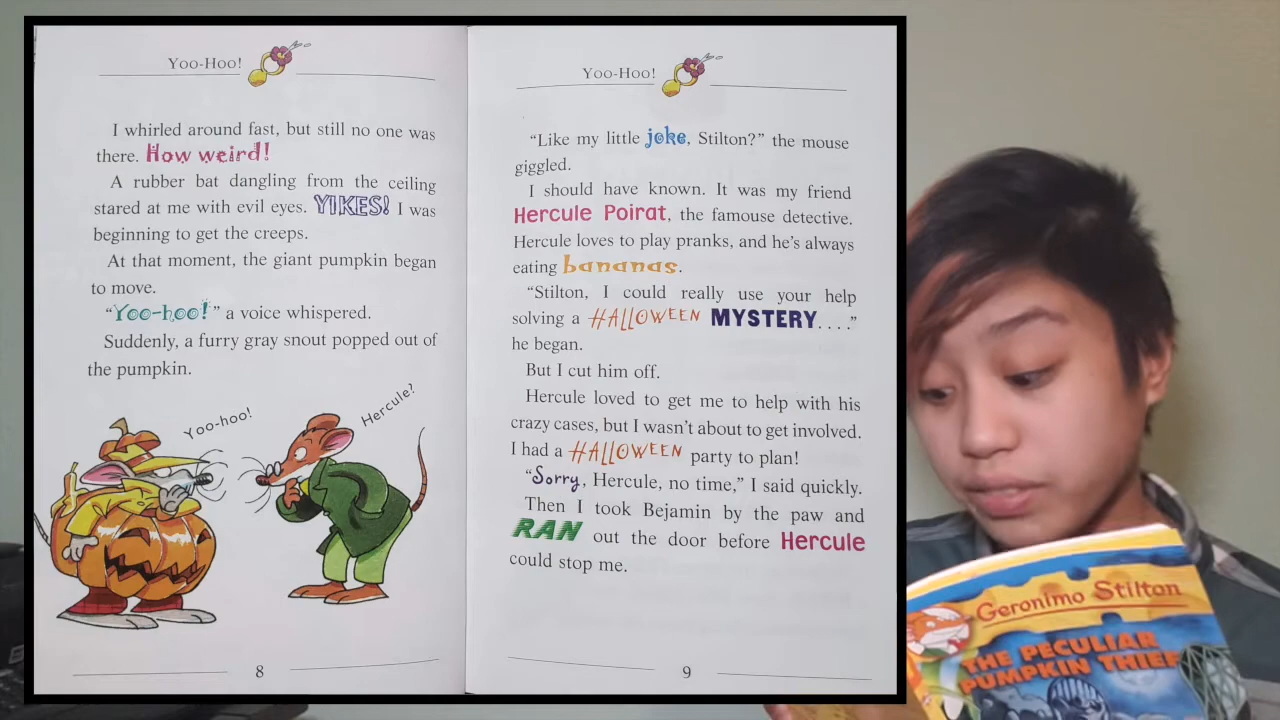 Yoo-Hoo!
I whirled around fast, but still no one was
there. How weird!
A rubber bat dangling from the ceiling
stared at me with evil eyes. YIKES! I was
beginning to get the creeps.
At that moment, the giant pumpkin began
to move.
"Yoo-hoo!" a voice whispered.
Suddenly, a furry gray snout popped out of
the pumpkin.
Yoo-hoo!
Hercule?
8
Yoo-Hoo!
"Like my little joke, Stilton?" the mouse
giggled.
I should have known. It was my friend
Hercule Poirat, the famouse detective.
Hercule loves to play pranks, and he's always
eating bananas.
"Stilton, I could really use your help
solving a HALLOWEEN MYSTERY. . . ."
he began.
But I cut him off.
Hercule loved to get me to help with his
crazy cases, but I wasn't about to get involved.
I had a HALLOWEEN party to plan!
"Sorry, Hercule, no time," I said quickly.
Then I took Bejamin by the paw and
RAN out the door before Hercule
could stop me.
9
Geronimo Stilton
THE PECULIAR
PUMPKIN THIEF